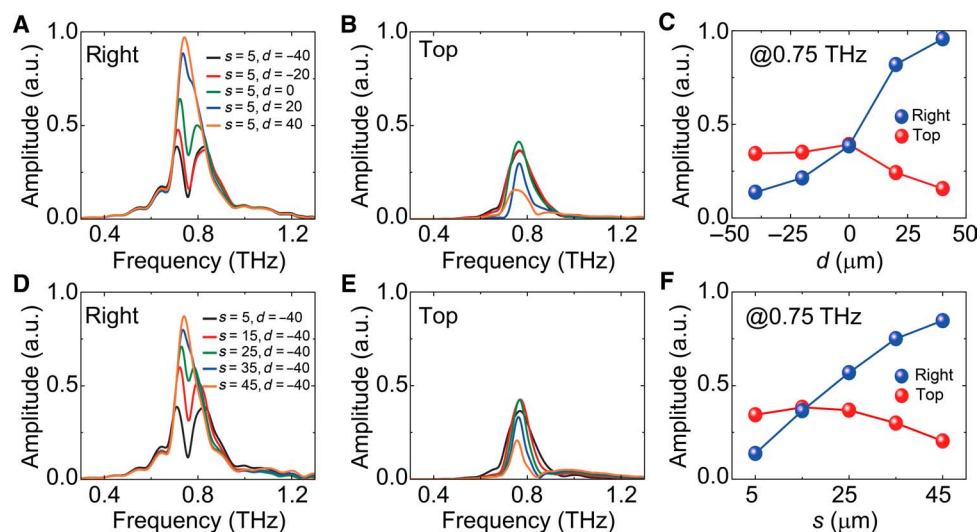 A
Right
s = 5, d = −40
s = 5, d = −20
s = 5, d = 0
s = 5, d = 20
s = 5, d = 40
Amplitude (a.u.)
1.0
0.5
0.0
0.4 0.8 1.2
Frequency (THz)
B
Top
Amplitude (a.u.)
1.0
0.5
0.0
0.4 0.8 1.2
Frequency (THz)
C
@0.75 THz
Right
Top
Amplitude (a.u.)
1.0
0.5
0.0
−50 −25 0 25 50
d (μm)
D
Right
s = 5, d = −40
s = 15, d = −40
s = 25, d = −40
s = 35, d = −40
s = 45, d = −40
Amplitude (a.u.)
1.0
0.5
0.0
0.4 0.8 1.2
Frequency (THz)
E
Top
Amplitude (a.u.)
1.0
0.5
0.0
0.4 0.8 1.2
Frequency (THz)
F
@0.75 THz
Right
Top
Amplitude (a.u.)
1.0
0.5
0.0
5 25 45
s (μm)